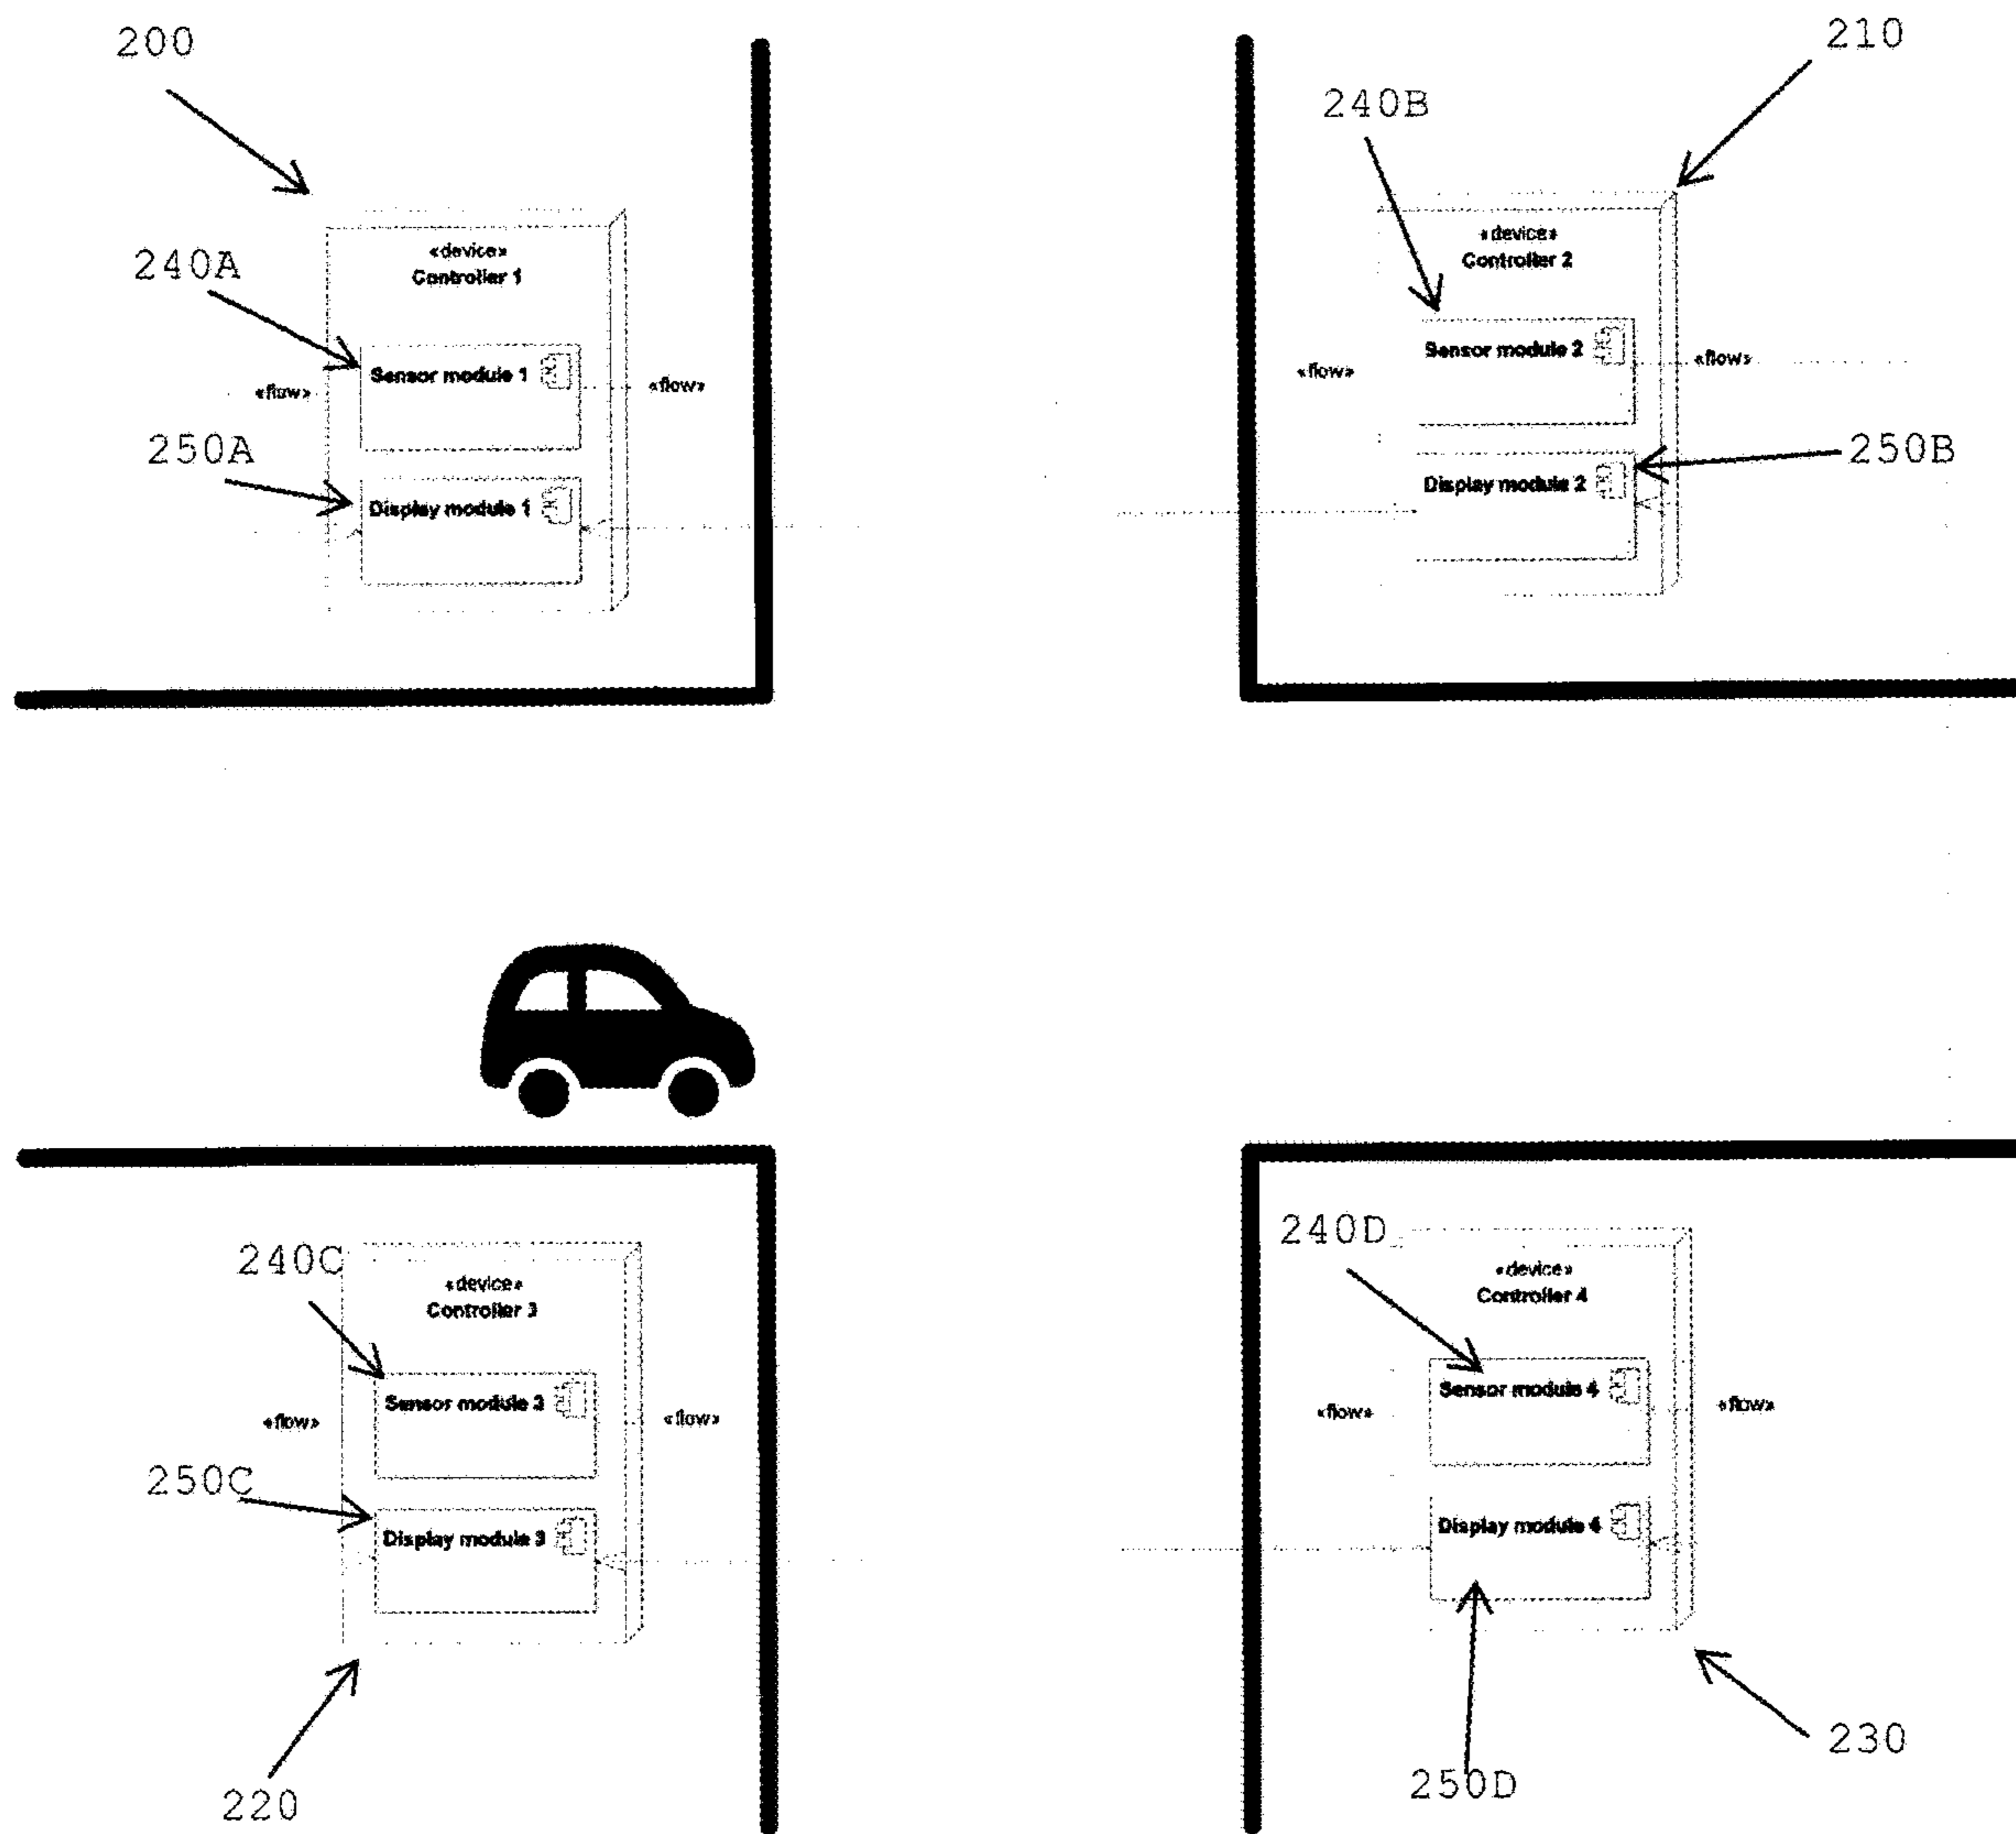 200
«device»
Controller 1
240A
Sensor module 1
«flow»
«flow»
250A
Display module 1
210
240B
«device»
Controller 2
Sensor module 2
«flow»
«flow»
250B
Display module 2
240C
«device»
Controller 3
Sensor module 3
«flow»
«flow»
250C
Display module 3
220
240D
«device»
Controller 4
Sensor module 4
«flow»
«flow»
Display module 4
230
250D